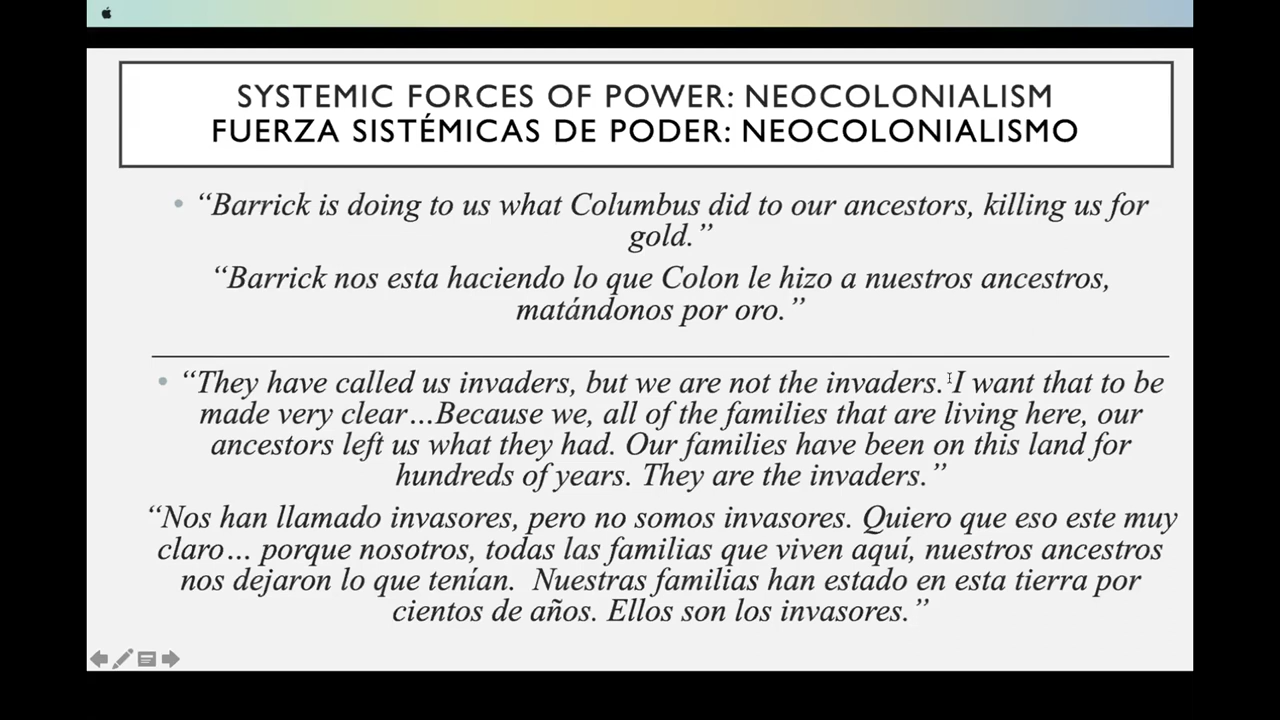 SYSTEMIC FORCES OF POWER: NEOCOLONIALISM
FUERZA SISTÉMICAS DE PODER: NEOCOLONIALISMO
• “Barrick is doing to us what Columbus did to our ancestors, killing us for
gold.”
“Barrick nos esta haciendo lo que Colon le hizo a nuestros ancestros,
matándonos por oro.”
• “They have called us invaders, but we are not the invaders. I want that to be
made very clear…Because we, all of the families that are living here, our
ancestors left us what they had. Our families have been on this land for
hundreds of years. They are the invaders.”
“Nos han llamado invasores, pero no somos invasores. Quiero que eso este muy
claro… porque nosotros, todas las familias que viven aquí, nuestros ancestros
nos dejaron lo que tenían.  Nuestras familias han estado en esta tierra por
cientos de años. Ellos son los invasores.”